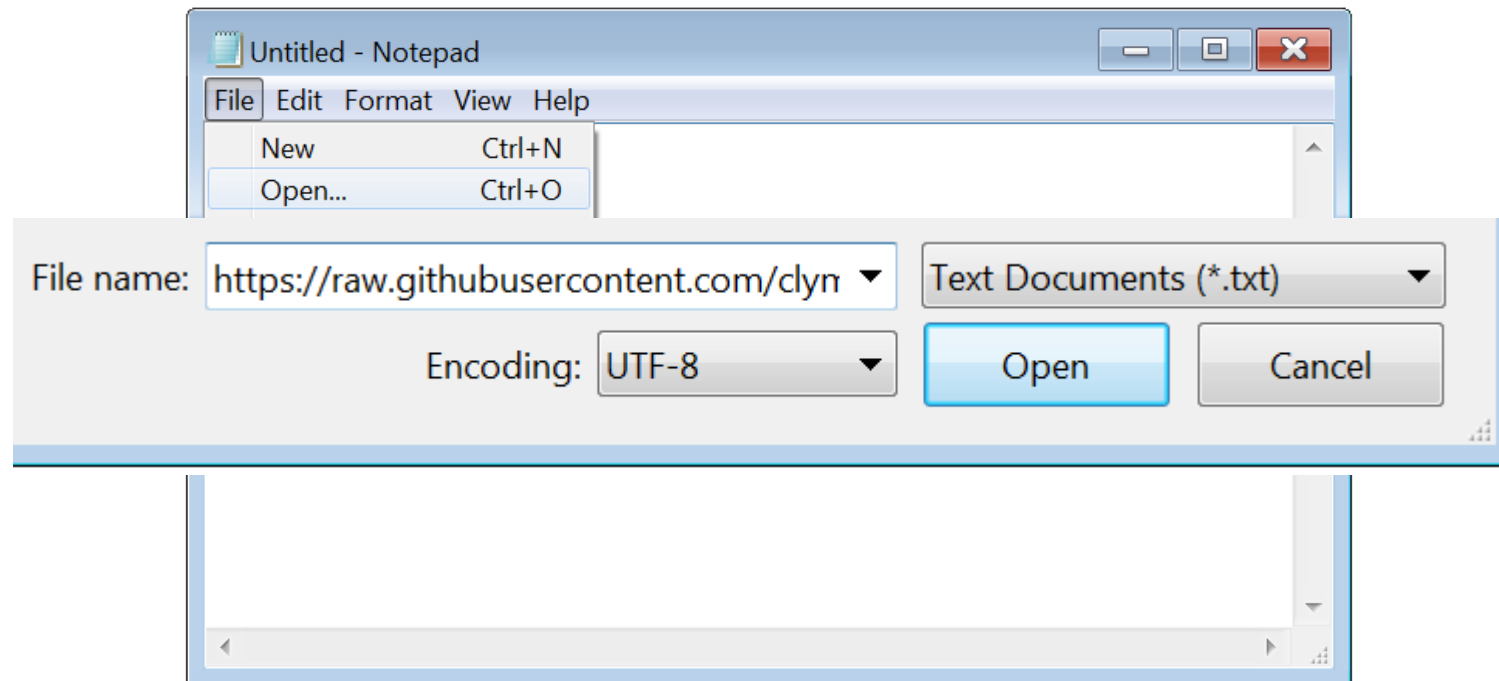 Untitled - Notepad
File Edit Format View Help
New Ctrl+N
Open... Ctrl+O
File name: https://raw.githubusercontent.com/clym Text Documents (*.txt)
Encoding: UTF-8 Open Cancel